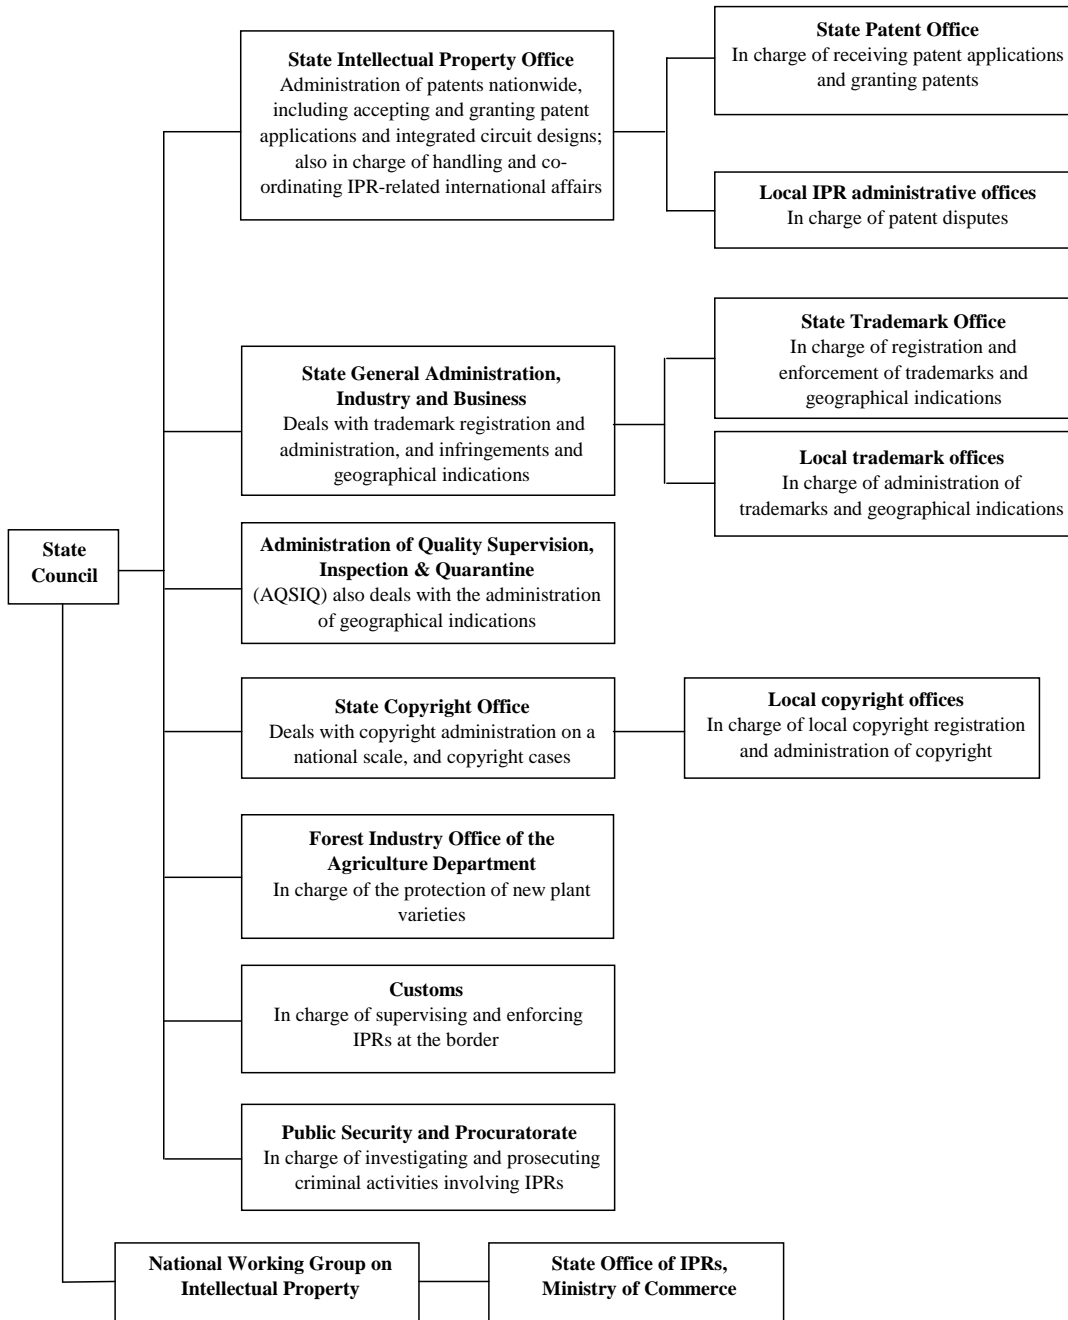 State Intellectual Property Office
Administration of patents nationwide,
including accepting and granting patent
applications and integrated circuit designs;
also in charge of handling and co-
ordinating IPR-related international affairs
State Patent Office
In charge of receiving patent applications
and granting patents
Local IPR administrative offices
In charge of patent disputes
State General Administration,
Industry and Business
Deals with trademark registration and
administration, and infringements and
geographical indications
State Trademark Office
In charge of registration and
enforcement of trademarks and
geographical indications
Local trademark offices
In charge of administration of
trademarks and geographical indications
State
Council
Administration of Quality Supervision,
Inspection & Quarantine
(AQSIQ) also deals with the administration
of geographical indications
State Copyright Office
Deals with copyright administration on a
national scale, and copyright cases
Local copyright offices
In charge of local copyright registration
and administration of copyright
Forest Industry Office of the
Agriculture Department
In charge of the protection of new plant
varieties
Customs
In charge of supervising and enforcing
IPRs at the border
Public Security and Procuratorate
In charge of investigating and prosecuting
criminal activities involving IPRs
National Working Group on
Intellectual Property
State Office of IPRs,
Ministry of Commerce